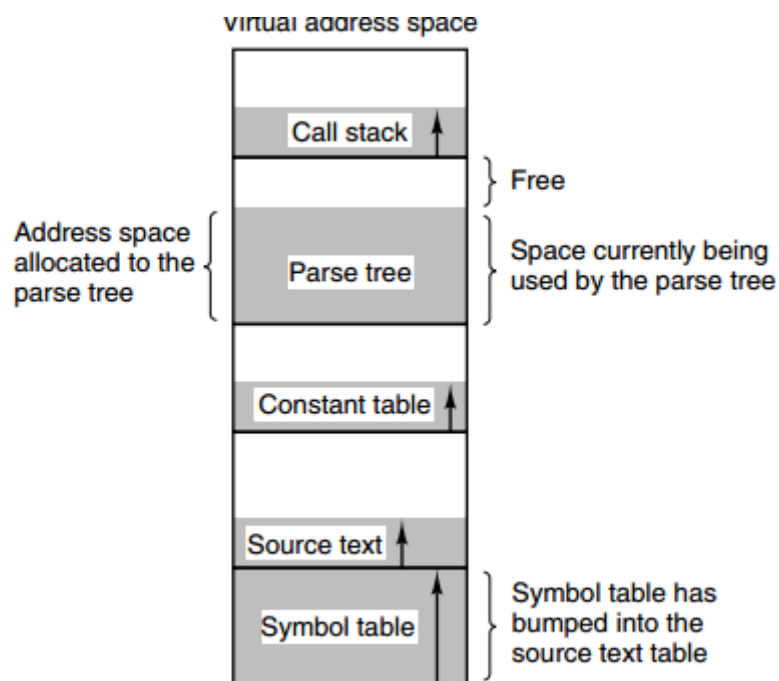 Virtual address space
Call stack
Free
Address space
allocated to the
parse tree
Parse tree
Space currently being
used by the parse tree
Constant table
Source text
Symbol table
Symbol table has
bumped into the
source text table